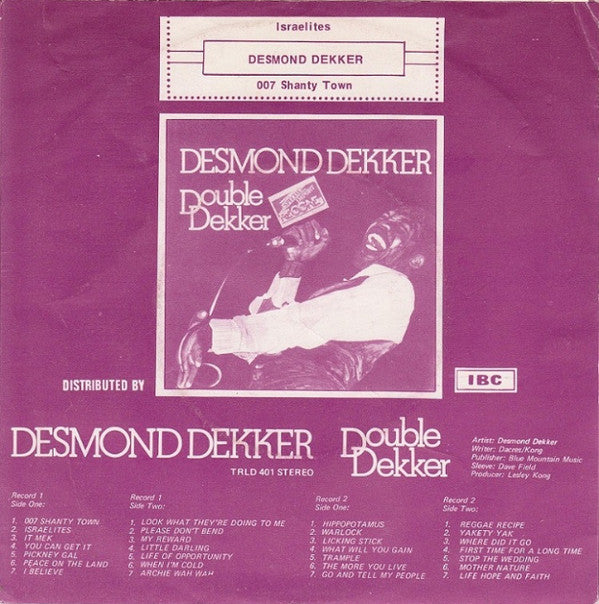 Israelites
DESMOND DEKKER
007 Shanty Town
DESMOND DEKKER
Double
Dekker
DISTRIBUTED BY
IBC
DESMOND DEKKER
TRLD 401 STEREO
Double
Dekker
Artist: Desmond Dekker
Writer: Dacres/Kong
Publisher: Blue Mountain Music
Sleeve: Dave Field
Producer: Lesley Kong
Record 1
Side One:
1. 007 SHANTY TOWN
2. ISRAELITES
3. IT MEK
4. YOU CAN GET IT
5. PICKNEY GAL
6. PEACE ON THE LAND
7. I BELIEVE
Record 1
Side Two:
1. LOOK WHAT THEY'RE DOING TO ME
2. PLEASE DON'T BEND
3. MY REWARD
4. LITTLE DARLING
5. LIFE OF OPPORTUNITY
6. WHEN I'M COLD
7. ARCHIE WAH WAH
Record 2
Side One:
1. HIPPOPOTAMUS
2. WARLOCK
3. LICKING STICK
4. WHAT WILL YOU GAIN
5. TRAMPLE
6. THE MORE YOU LIVE
7. GO AND TELL MY PEOPLE
Record 2
Side Two:
1. REGGAE RECIPE
2. YAKETY YAK
3. WHERE DID IT GO
4. FIRST TIME FOR A LONG TIME
5. STOP THE WEDDING
6. MOTHER NATURE
7. LIFE HOPE AND FAITH